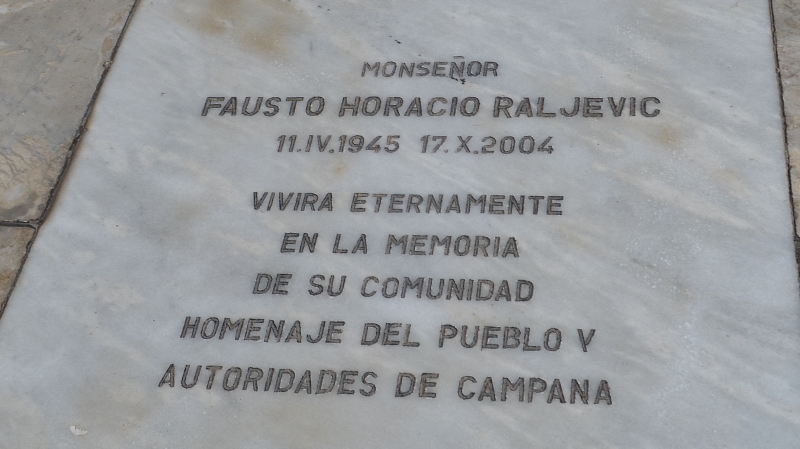 MONSEÑOR
FAUSTO HORACIO RALJEVIC
11.IV.1945 17.X.2004
VIVIRA ETERNAMENTE
EN LA MEMORIA
DE SU COMUNIDAD
HOMENAJE DEL PUEBLO Y
AUTORIDADES DE CAMPANA